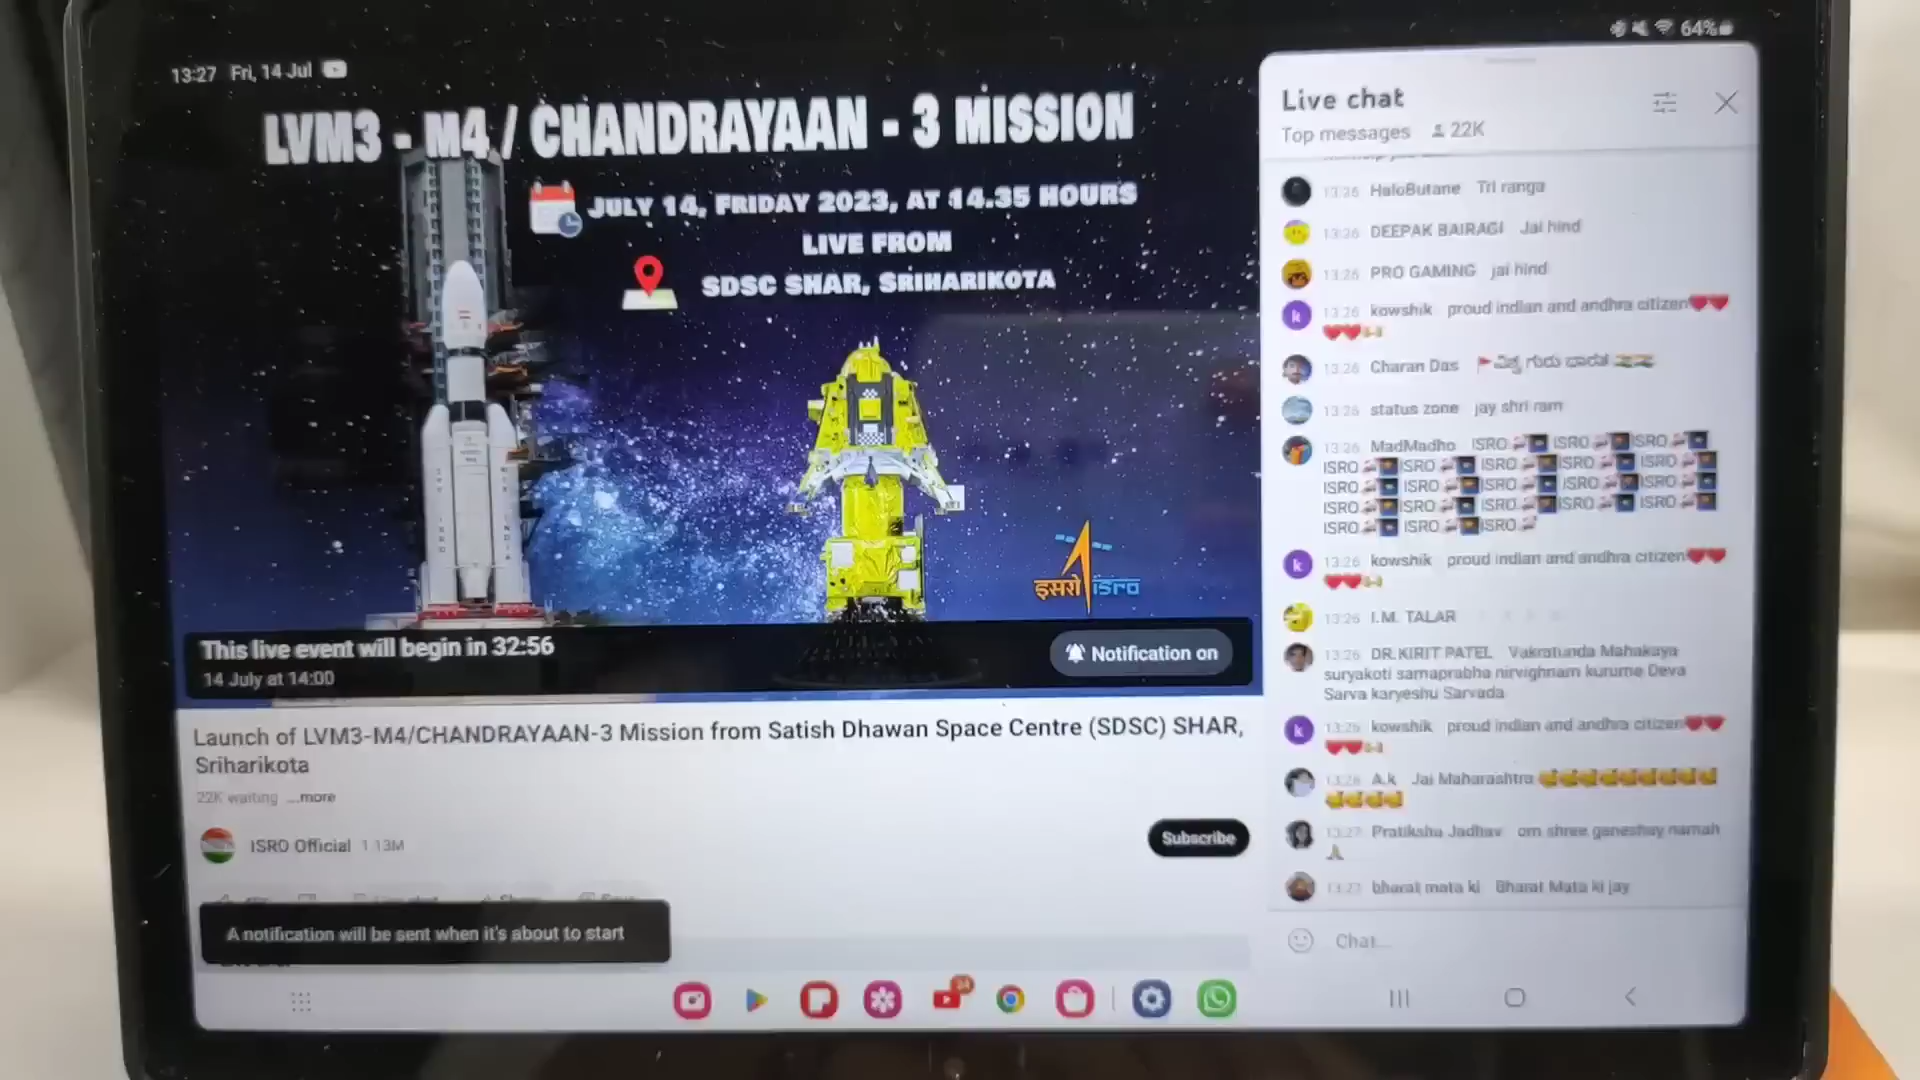 13:27 Fri, 14 Jul
64%
LVM3 - M4 / CHANDRAYAAN - 3 MISSION
JULY 14, FRIDAY 2023, AT 14.35 HOURS
LIVE FROM
SDSC SHAR, SRIHARIKOTA
इसरो isro
This live event will begin in 32:56
14 July at 14:00
Notification on
Launch of LVM3-M4/CHANDRAYAAN-3 Mission from Satish Dhawan Space Centre (SDSC) SHAR,
Sriharikota
22K waiting ...more
ISRO Official 1.13M
Subscribe
A notification will be sent when it's about to start
Live chat
Top messages 22K
13:26 HaloButane Tri ranga
13:26 DEEPAK BAIRAGI Jai hind
13:26 PRO GAMING jai hind
13:26 kowshik proud indian and andhra citizen
13:26 Charan Das
13:26 status zone jay shri ram
13:26 MadMadho ISRO ISRO ISRO
ISRO ISRO ISRO ISRO ISRO
ISRO ISRO ISRO ISRO ISRO
ISRO ISRO ISRO ISRO ISRO
ISRO ISRO ISRO
13:26 kowshik proud indian and andhra citizen
13:26 I.M. TALAR
13:26 DR.KIRIT PATEL Vakratunda Mahakaya
suryakoti samaprabha nirvighnam kurume Deva
Sarva karyeshu Sarvada
13:26 kowshik proud indian and andhra citizen
13:26 A.k Jai Maharashtra
13:27 Pratiksha Jadhav om shree ganeshay namah
13:27 bharat mata ki Bharat Mata ki jay
Chat...